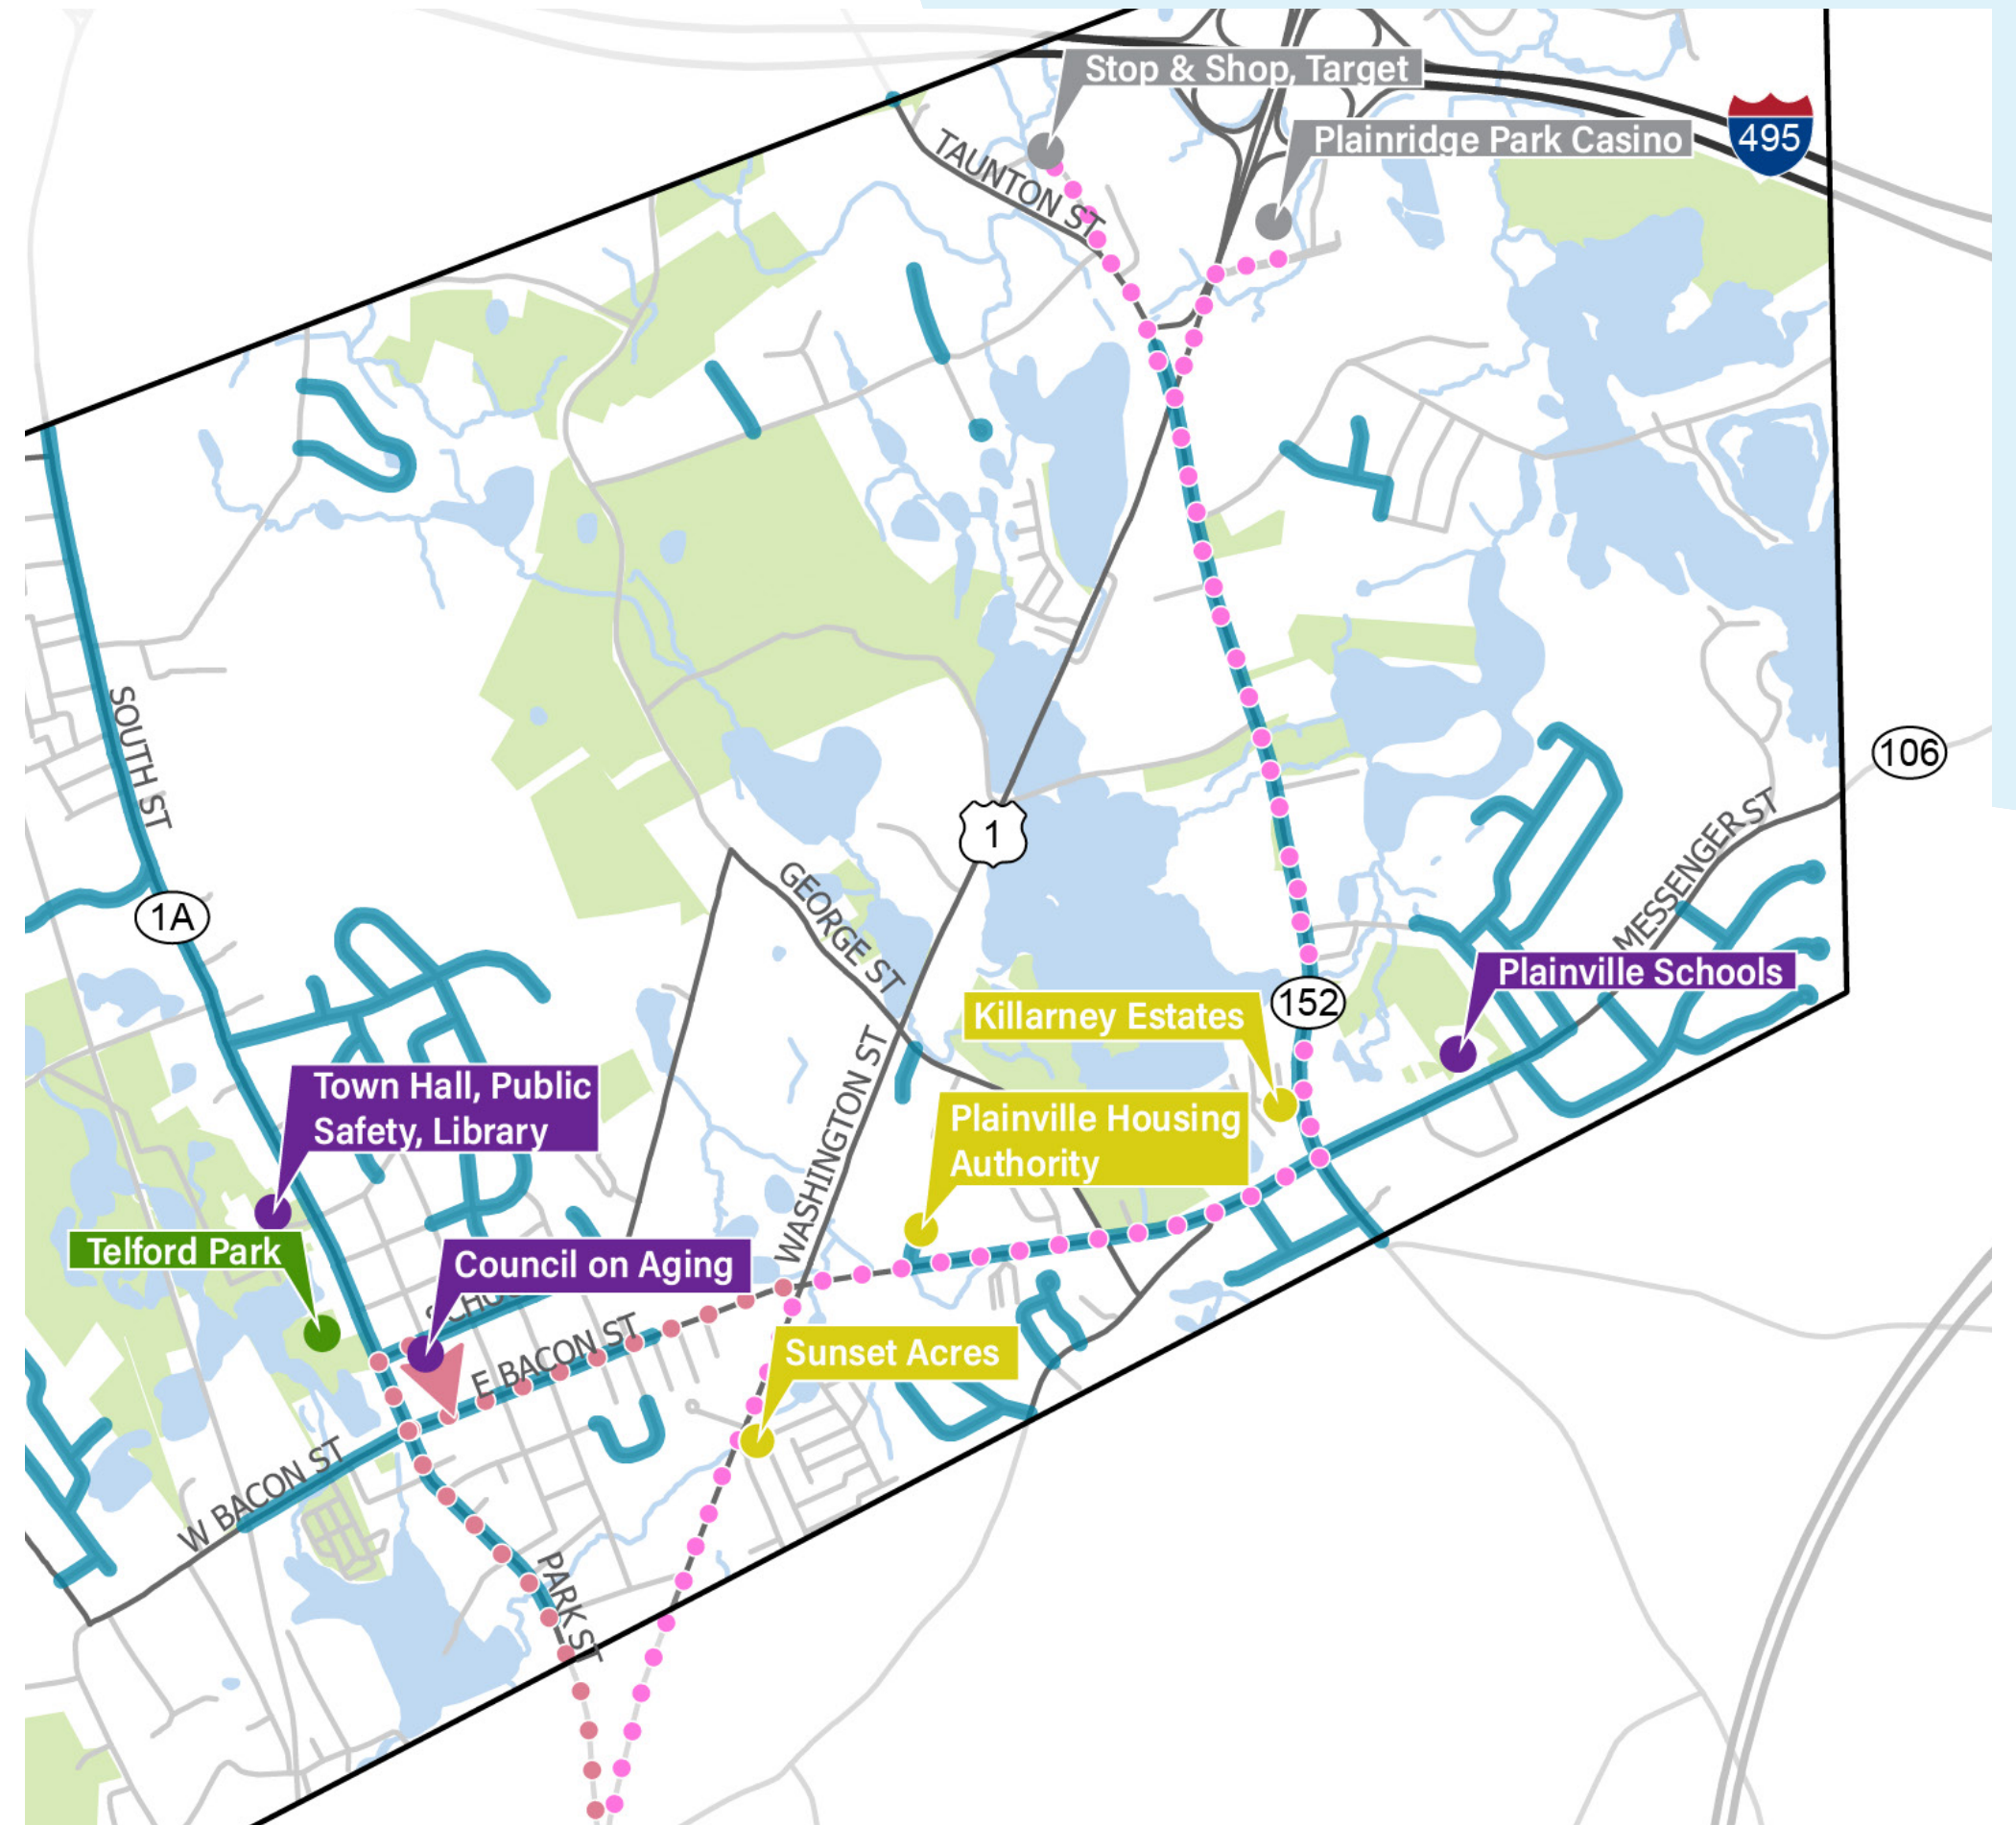 Stop & Shop, Target
Plainridge Park Casino
495
TAUNTON ST
SOUTH ST
106
1
MESSENGER ST
GEORGE ST
1A
Plainville Schools
152
Killarney Estates
Town Hall, Public
Safety, Library
Plainville Housing
Authority
WASHINGTON ST
Telford Park
Council on Aging
E BACON ST
Sunset Acres
W BACON ST
PARK ST